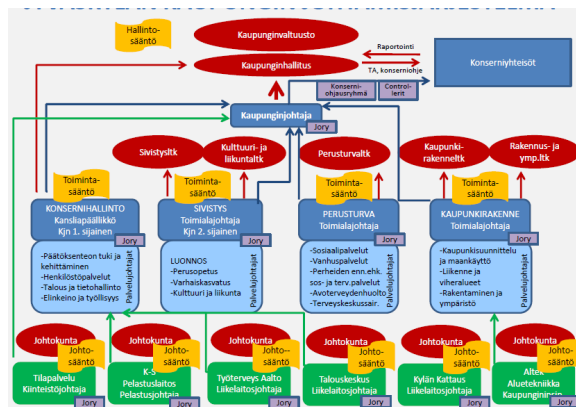 Hallinto-
sääntö
Kaupunginvaltuusto
Kaupunginhallitus
Raportointi
TA, konserniohje
Konserniyhteisöt
Konserni-
ohjausryhmä
Control-
lerit
Kaupunginjohtaja
Jory
Sivistysltk
Kulttuuri- ja
liikuntaltk
Perusturvaltk
Kaupunki-
rakenneltk
Rakennus- ja
ymp.ltk
Toiminta-
sääntö
KONSERNIHALLINTO
Kansliapäällikkö
Kjn 1. sijainen
Jory
-Päätöksenteon tuki ja
kehittäminen
-Henkilöstöpalvelut
-Talous ja tietohallinto
-Elinkeino ja työllisyys
Palvelujohtajat
Toiminta-
sääntö
SIVISTYS
Toimialajohtaja
Kjn 2. sijainen
Jory
LUONNOS
-Perusopetus
-Varhaiskasvatus
-Kulttuuri ja liikunta
Palvelujohtajat
Toiminta-
sääntö
PERUSTURVA
Toimialajohtaja
Jory
-Sosiaalipalvelut
-Vanhuspalvelut
-Perheiden enn.ehk.
sos- ja terv.palvelut
-Avoterveydenhuolto
-Terveyskeskussair.
Palvelujohtajat
Toiminta-
sääntö
KAUPUNKIRAKENNE
Toimialajohtaja
Jory
-Kaupunkisuunnittelu
ja maankäyttö
-Liikenne ja
viheralueet
-Rakentaminen ja
ympäristö
Palvelujohtajat
Johtokunta
Johto-
sääntö
Tilapalvelu
Kiinteistöjohtaja
Jory
Johtokunta
Johto-
sääntö
Pelastuslaitos
Pelastusjohtaja
Jory
Johtokunta
Johto--
sääntö
Työterveys Aalto
Liikelaitosjohtaja
Jory
Johtokunta
Johto-
sääntö
Talouskeskus
Liikelaitosjohtaja
Jory
Johtokunta
Johto-
sääntö
Kylän Kattaus
Liikelaitosjohtaja
Jory
Johtokunta
Johto-
sääntö
Altek
Aluetekniikka
Jory